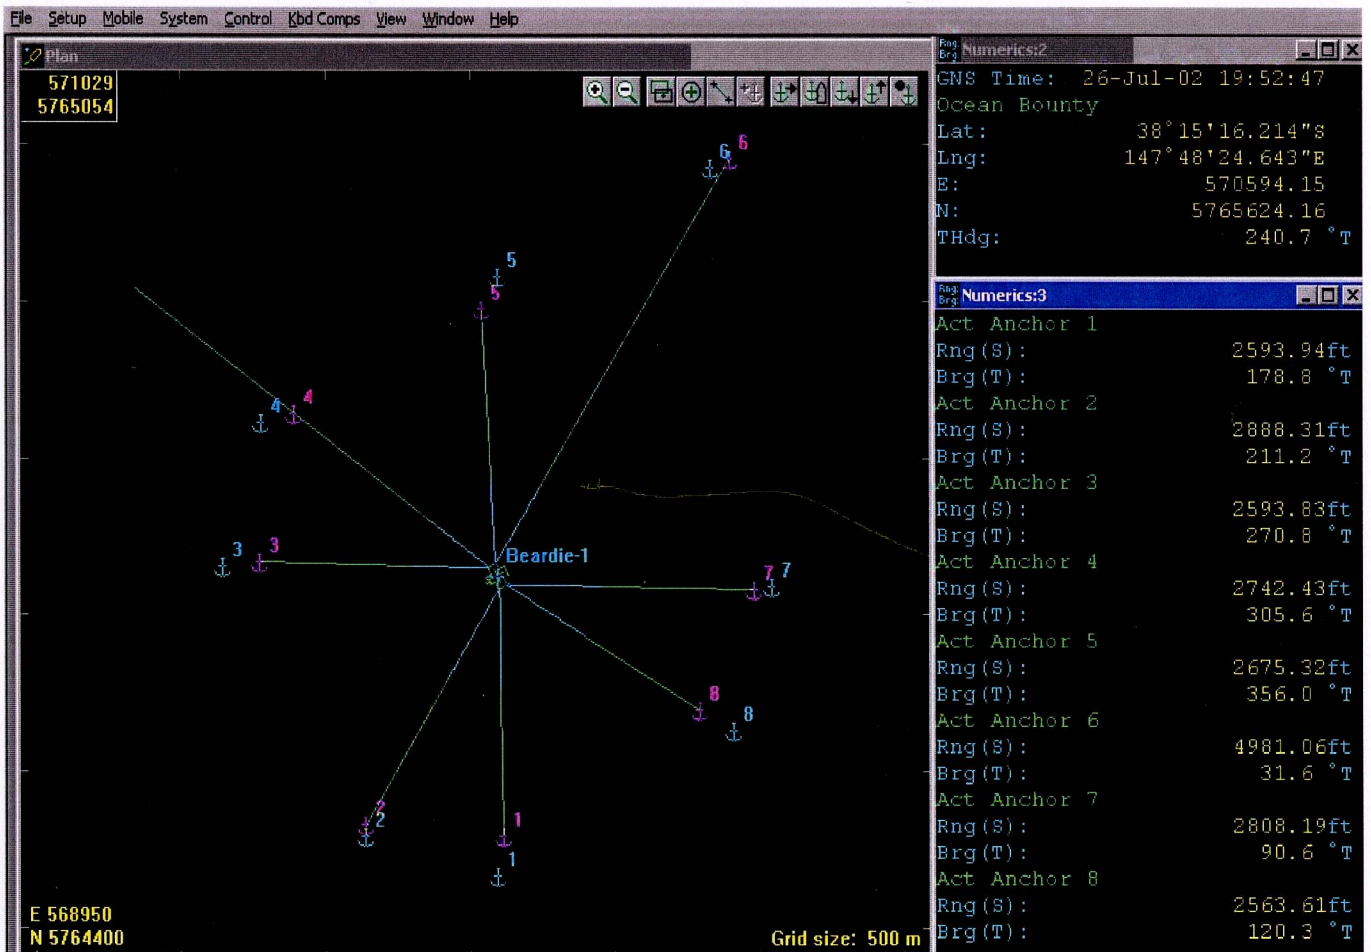 File Setup Mobile System Control Kbd Comps View Window Help
Plan
571029
5765054
6 6
5
5
4 4
3 3
Beardie-1
7 7
8
8
2
2
1
1
E 568950
N 5764400
Grid size: 500 m
Rng: Brg: Numerics:2
GNS Time: 26-Jul-02 19:52:47
Ocean Bounty
Lat: 38°15'16.214"S
Lng: 147°48'24.643"E
E: 570594.15
N: 5765624.16
THdg: 240.7 °T
Rng: Brg: Numerics:3
Act Anchor 1
Rng(S): 2593.94ft
Brg(T): 178.8 °T
Act Anchor 2
Rng(S): 2888.31ft
Brg(T): 211.2 °T
Act Anchor 3
Rng(S): 2593.83ft
Brg(T): 270.8 °T
Act Anchor 4
Rng(S): 2742.43ft
Brg(T): 305.6 °T
Act Anchor 5
Rng(S): 2675.32ft
Brg(T): 356.0 °T
Act Anchor 6
Rng(S): 4981.06ft
Brg(T): 31.6 °T
Act Anchor 7
Rng(S): 2808.19ft
Brg(T): 90.6 °T
Act Anchor 8
Rng(S): 2563.61ft
Brg(T): 120.3 °T